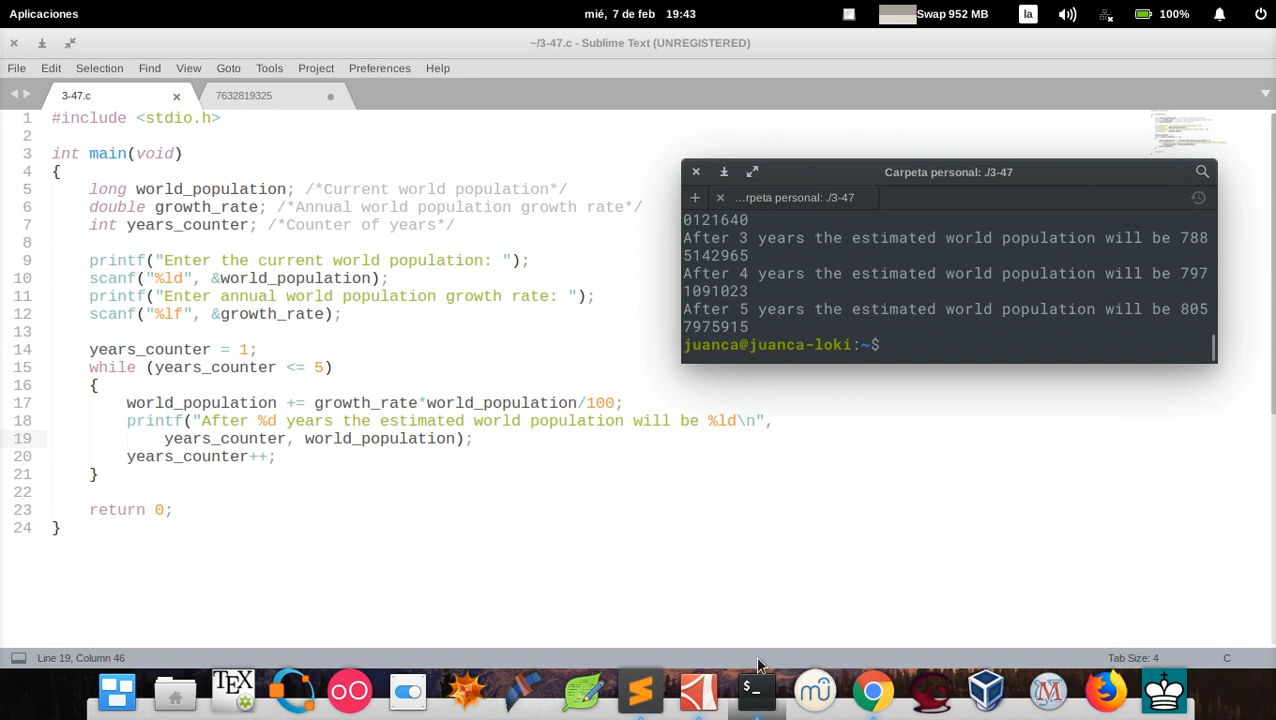 Aplicaciones
mié, 7 de feb 19:43
Swap 952 MB
la
100%
~/3-47.c - Sublime Text (UNREGISTERED)
File Edit Selection Find View Goto Tools Project Preferences Help
3-47.c
7632819325
1 #include <stdio.h>
2
3 int main(void)
4 {
5 long world_population; /*Current world population*/
6 double growth_rate; /*Annual world population growth rate*/
7 int years_counter; /*Counter of years*/
8
9 printf("Enter the current world population: ");
10 scanf("%ld", &world_population);
11 printf("Enter annual world population growth rate: ");
12 scanf("%lf", &growth_rate);
13
14 years_counter = 1;
15 while (years_counter <= 5)
16 {
17 world_population += growth_rate*world_population/100;
18 printf("After %d years the estimated world population will be %ld\n",
19 years_counter, world_population);
20 years_counter++;
21 }
22
23 return 0;
24 }
Carpeta personal: ./3-47
...rpeta personal: ./3-47
0121640
After 3 years the estimated world population will be 788
5142965
After 4 years the estimated world population will be 797
1091023
After 5 years the estimated world population will be 805
7975915
juanca@juanca-loki:~$
Line 19, Column 46
Tab Size: 4
C
TEX
$ _
mu
M